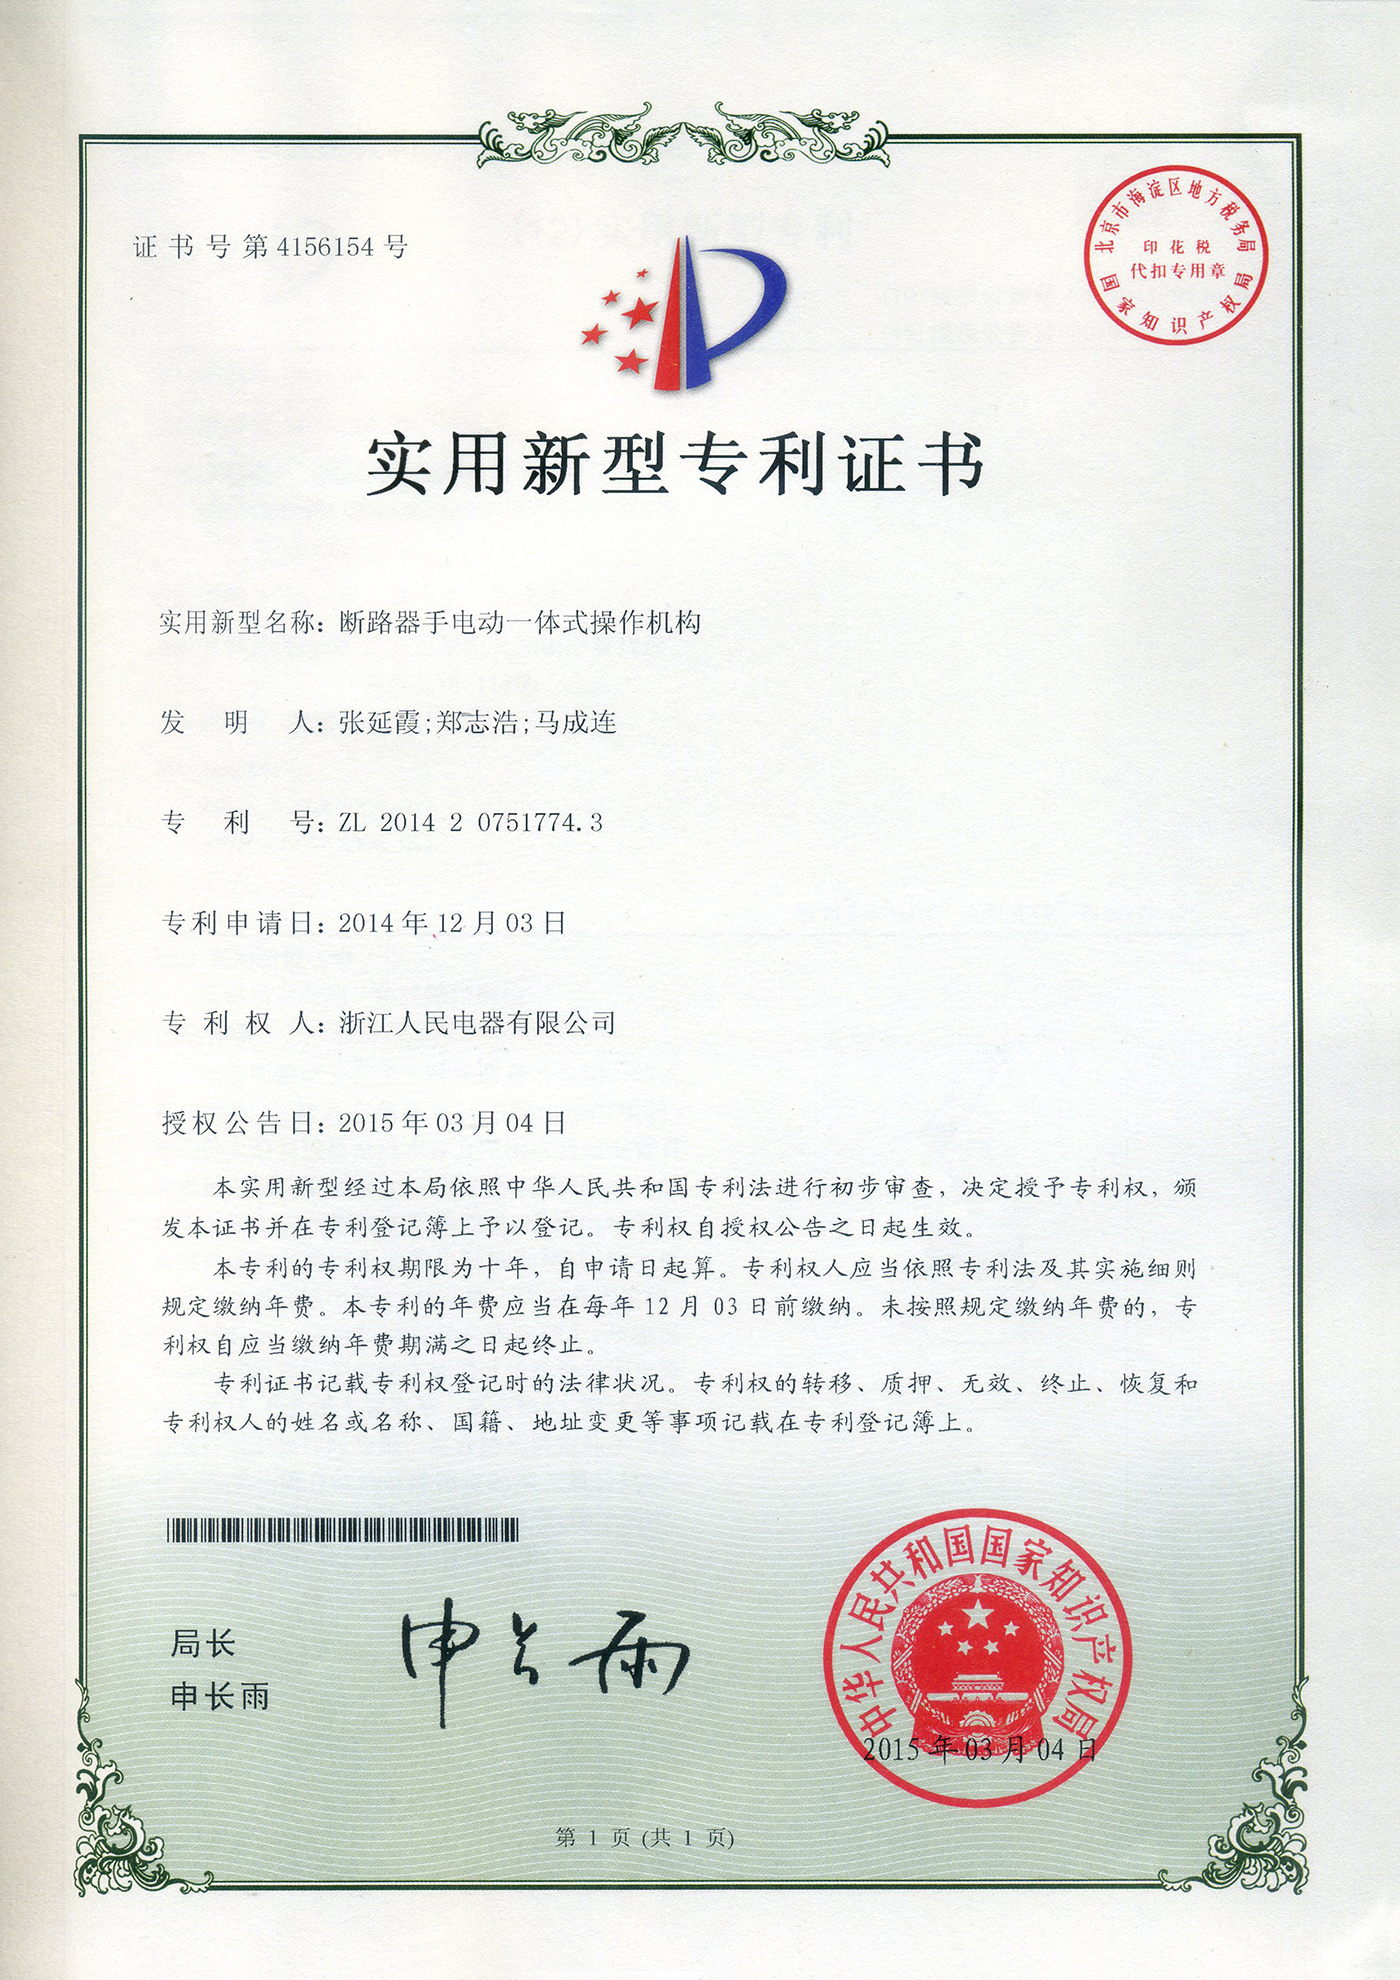 证书号第4156154号
北京市海淀区地方税务局
印花税
代扣专用章
国家知识产权局
实用新型专利证书
实用新型名称：断路器手电动一体式操作机构
发明人：张延霞;郑志浩;马成连
专利号：ZL 2014 2 0751774.3
专利申请日：2014年12月03日
专利权人：浙江人民电器有限公司
授权公告日：2015年03月04日
本实用新型经过本局依照中华人民共和国专利法进行初步审查，决定授予专利权，颁
发本证书并在专利登记簿上予以登记。专利权自授权公告之日起生效。
本专利的专利权期限为十年，自申请日起算。专利权人应当依照专利法及其实施细则
规定缴纳年费。本专利的年费应当在每年12月03日前缴纳。未按照规定缴纳年费的，专
利权自应当缴纳年费期满之日起终止。
专利证书记载专利权登记时的法律状况。专利权的转移、质押、无效、终止、恢复和
专利权人的姓名或名称、国籍、地址变更等事项记载在专利登记簿上。
局长
申长雨
申长雨
中华人民共和国国家知识产权局
2015年03月04日
第1页(共1页)